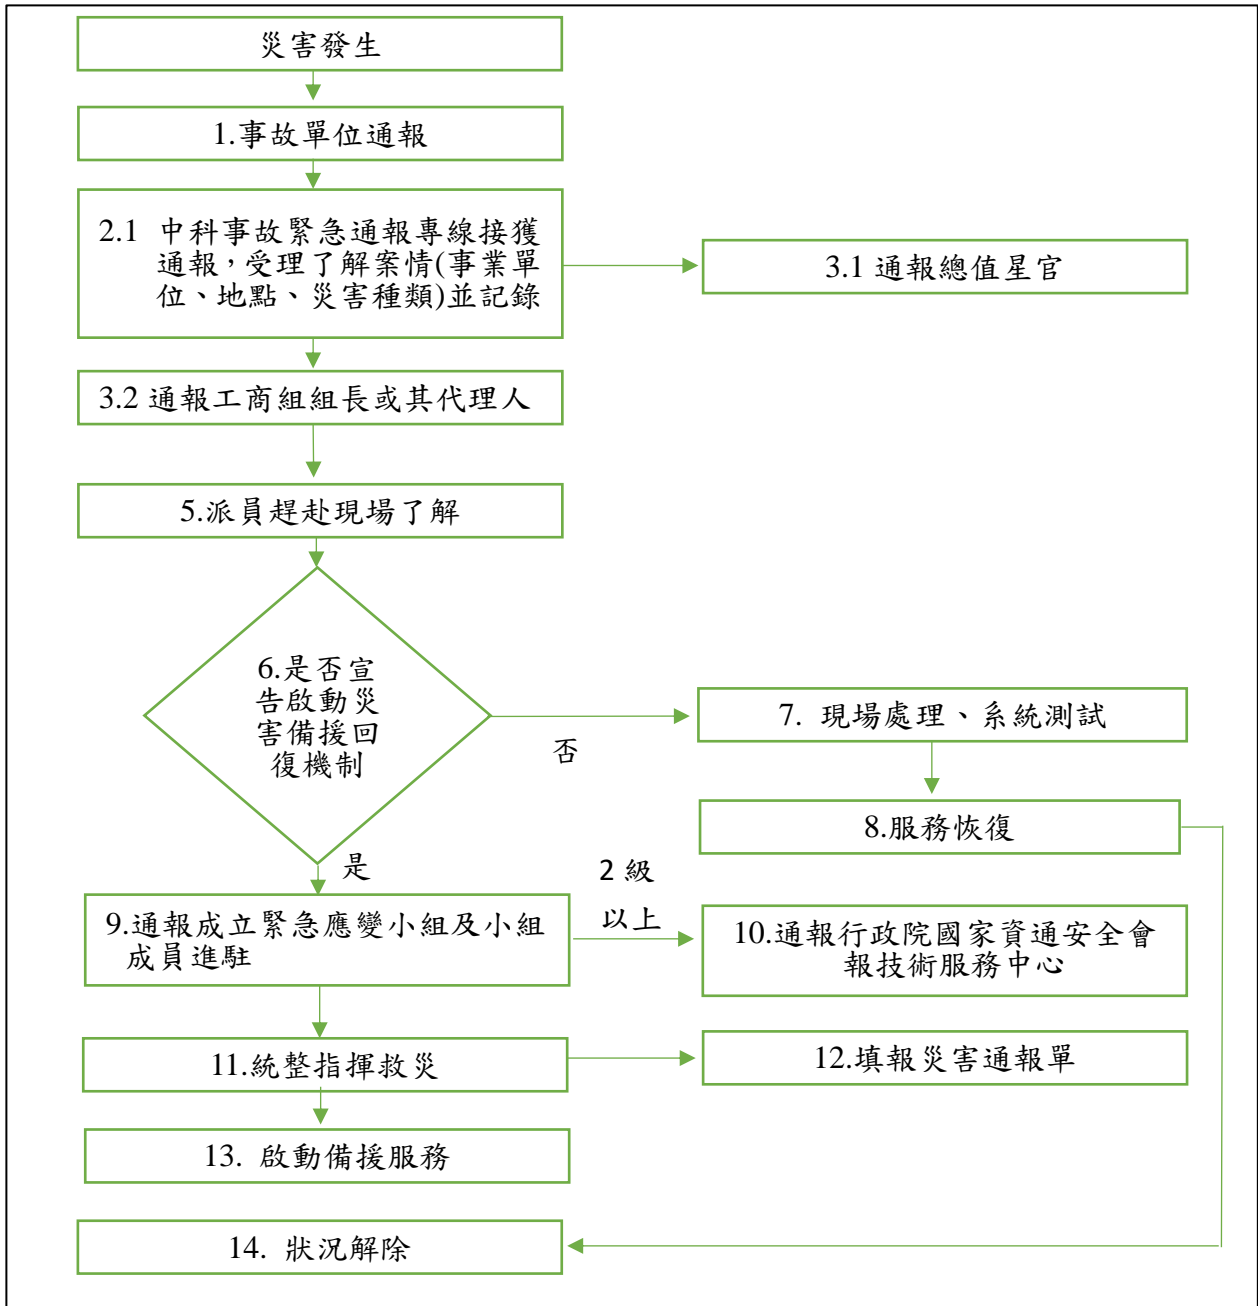 災害發生
1.事故單位通報
2.1 中科事故緊急通報專線接獲
通報，受理了解案情(事業單
位、地點、災害種類)並記錄
3.1 通報總值星官
3.2 通報工商組組長或其代理人
5.派員趕赴現場了解
6.是否宣
告啟動災
害備援回
復機制
否
7. 現場處理、系統測試
8.服務恢復
是
2 級
以上
9.通報成立緊急應變小組及小組
成員進駐
10.通報行政院國家資通安全會
報技術服務中心
11.統整指揮救災
12.填報災害通報單
13. 啟動備援服務
14. 狀況解除